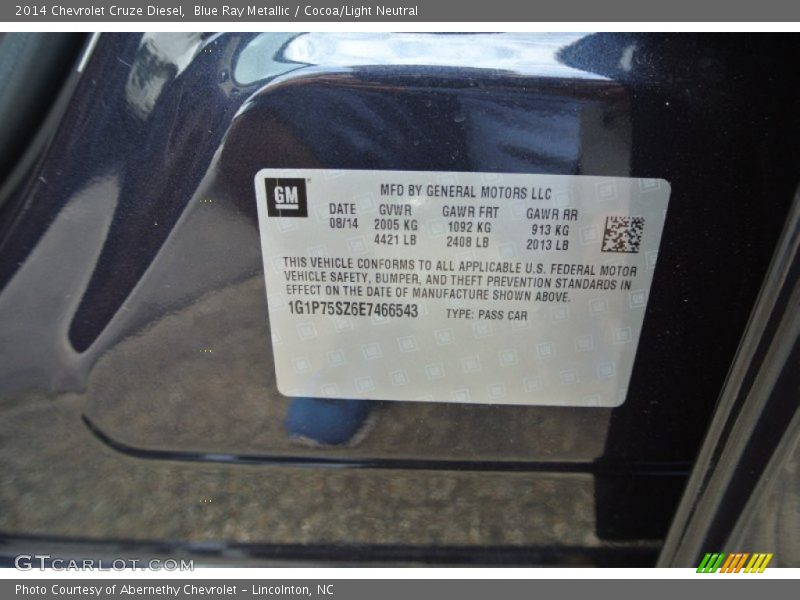 2014 Chevrolet Cruze Diesel, Blue Ray Metallic / Cocoa/Light Neutral
GM
MFD BY GENERAL MOTORS LLC
DATE GVWR GAWR FRT GAWR RR
08/14 2005 KG 1092 KG 913 KG
4421 LB 2408 LB 2013 LB
THIS VEHICLE CONFORMS TO ALL APPLICABLE U.S. FEDERAL MOTOR
VEHICLE SAFETY, BUMPER, AND THEFT PREVENTION STANDARDS IN
EFFECT ON THE DATE OF MANUFACTURE SHOWN ABOVE.
1G1P75SZ6E7466543 TYPE: PASS CAR
GTCARLOT.COM
Photo Courtesy of Abernethy Chevrolet – Lincolnton, NC